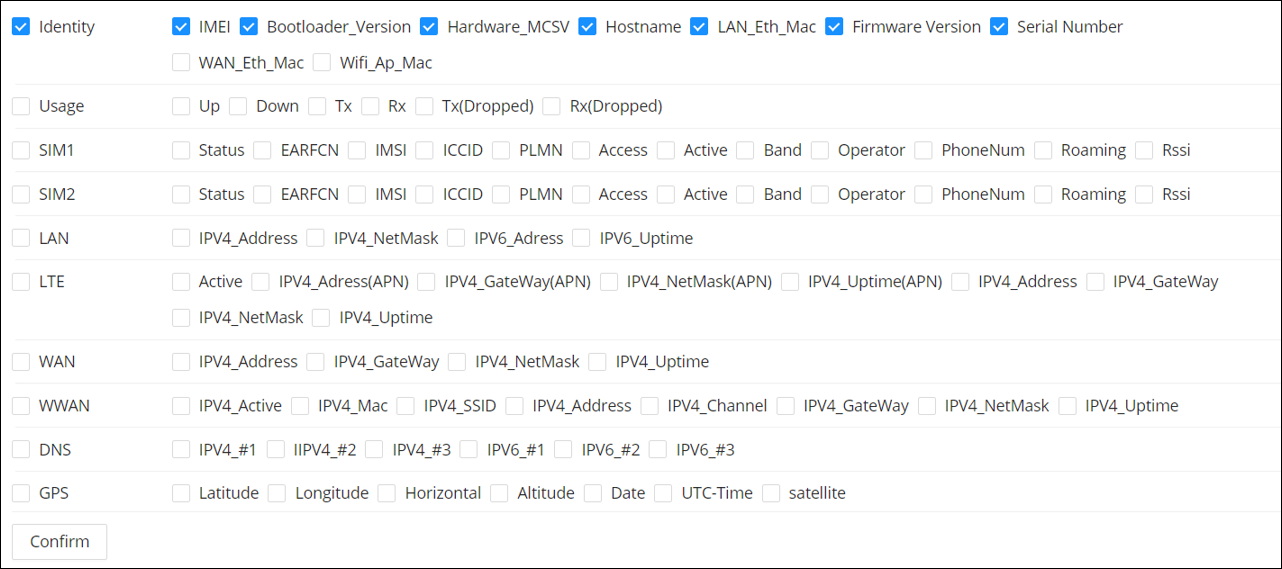 Identity IMEI Bootloader_Version Hardware_MCSV Hostname LAN_Eth_Mac Firmware Version Serial Number
WAN_Eth_Mac Wifi_Ap_Mac
Usage Up Down Tx Rx Tx(Dropped) Rx(Dropped)
SIM1 Status EARFCN IMSI ICCID PLMN Access Active Band Operator PhoneNum Roaming Rssi
SIM2 Status EARFCN IMSI ICCID PLMN Access Active Band Operator PhoneNum Roaming Rssi
LAN IPV4_Address IPV4_NetMask IPV6_Adress IPV6_Uptime
LTE Active IPV4_Adress(APN) IPV4_GateWay(APN) IPV4_NetMask(APN) IPV4_Uptime(APN) IPV4_Address IPV4_GateWay
IPV4_NetMask IPV4_Uptime
WAN IPV4_Address IPV4_GateWay IPV4_NetMask IPV4_Uptime
WWAN IPV4_Active IPV4_Mac IPV4_SSID IPV4_Address IPV4_Channel IPV4_GateWay IPV4_NetMask IPV4_Uptime
DNS IPV4_#1 IIPV4_#2 IPV4_#3 IPV6_#1 IPV6_#2 IPV6_#3
GPS Latitude Longitude Horizontal Altitude Date UTC-Time satellite
Confirm